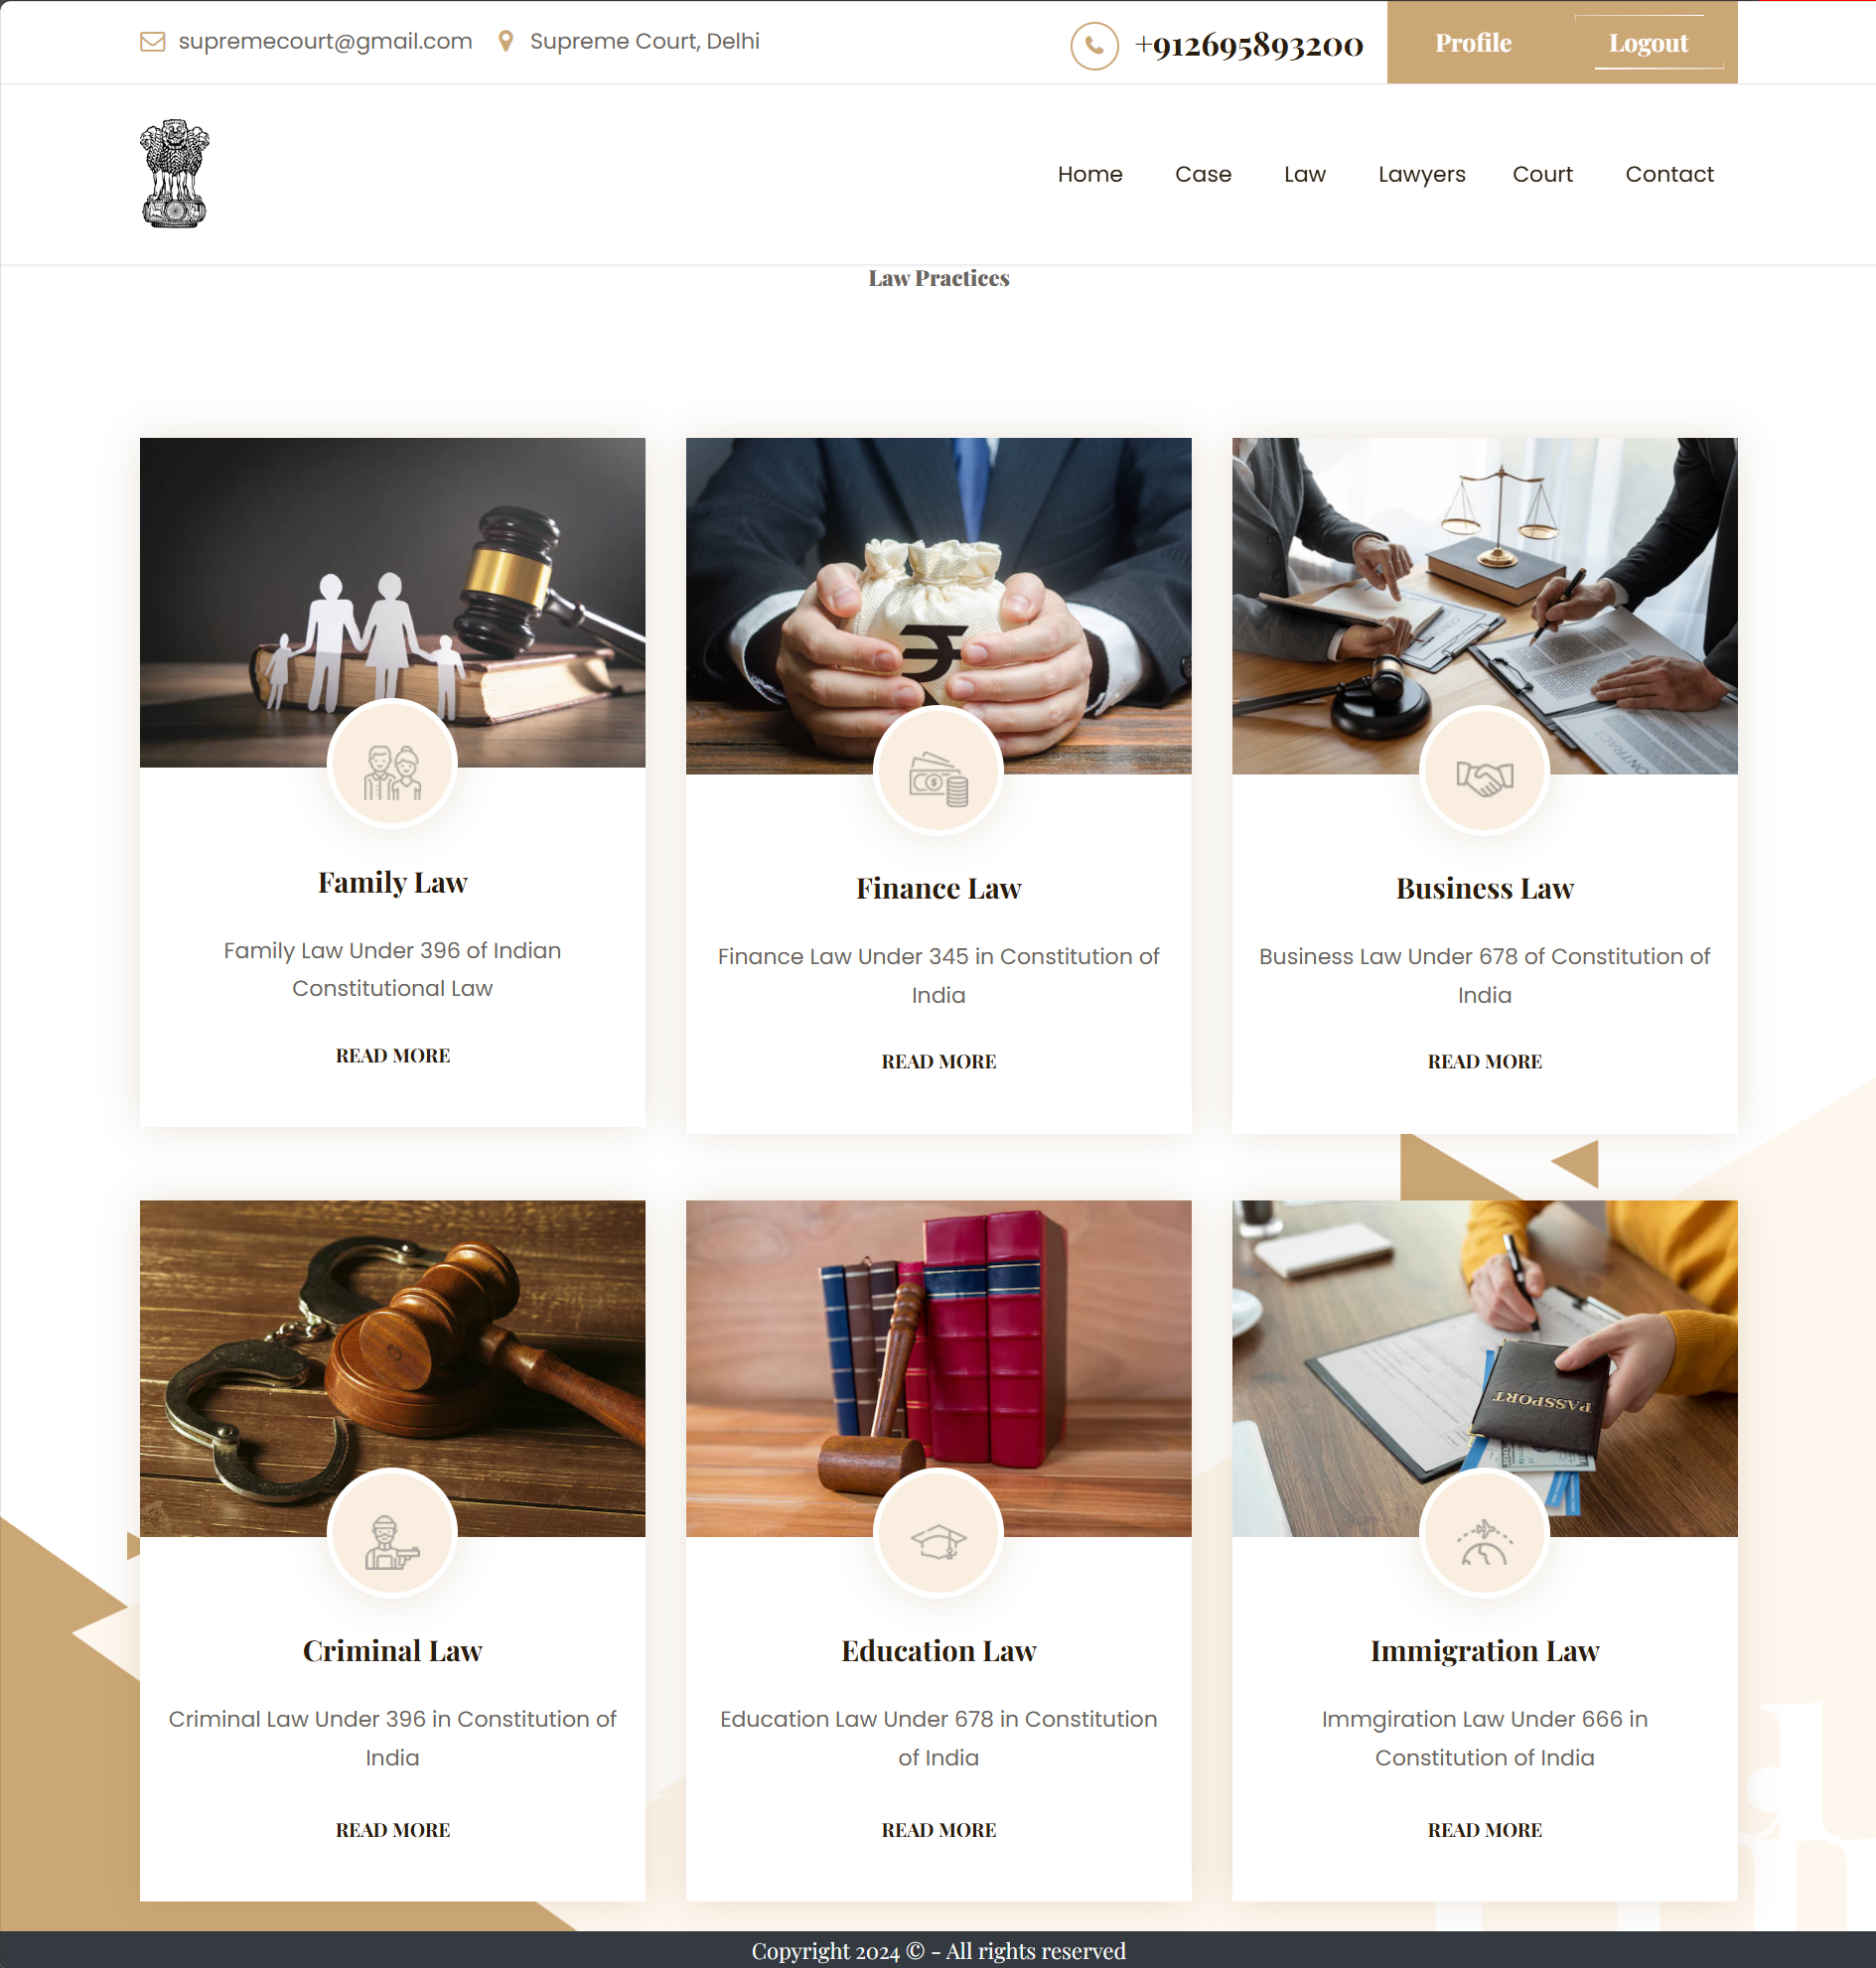 supremecourt@gmail.com Supreme Court, Delhi +912695893200 Profile Logout
Home Case Law Lawyers Court Contact
Law Practices
Family Law
Family Law Under 396 of Indian
Constitutional Law
READ MORE
Finance Law
Finance Law Under 345 in Constitution of
India
READ MORE
CONTRACT
Business Law
Business Law Under 678 of Constitution of
India
READ MORE
Criminal Law
Criminal Law Under 396 in Constitution of
India
READ MORE
Education Law
Education Law Under 678 in Constitution
of India
READ MORE
PASSPORT
Immigration Law
Immgiration Law Under 666 in
Constitution of India
READ MORE
Copyright 2024 © - All rights reserved